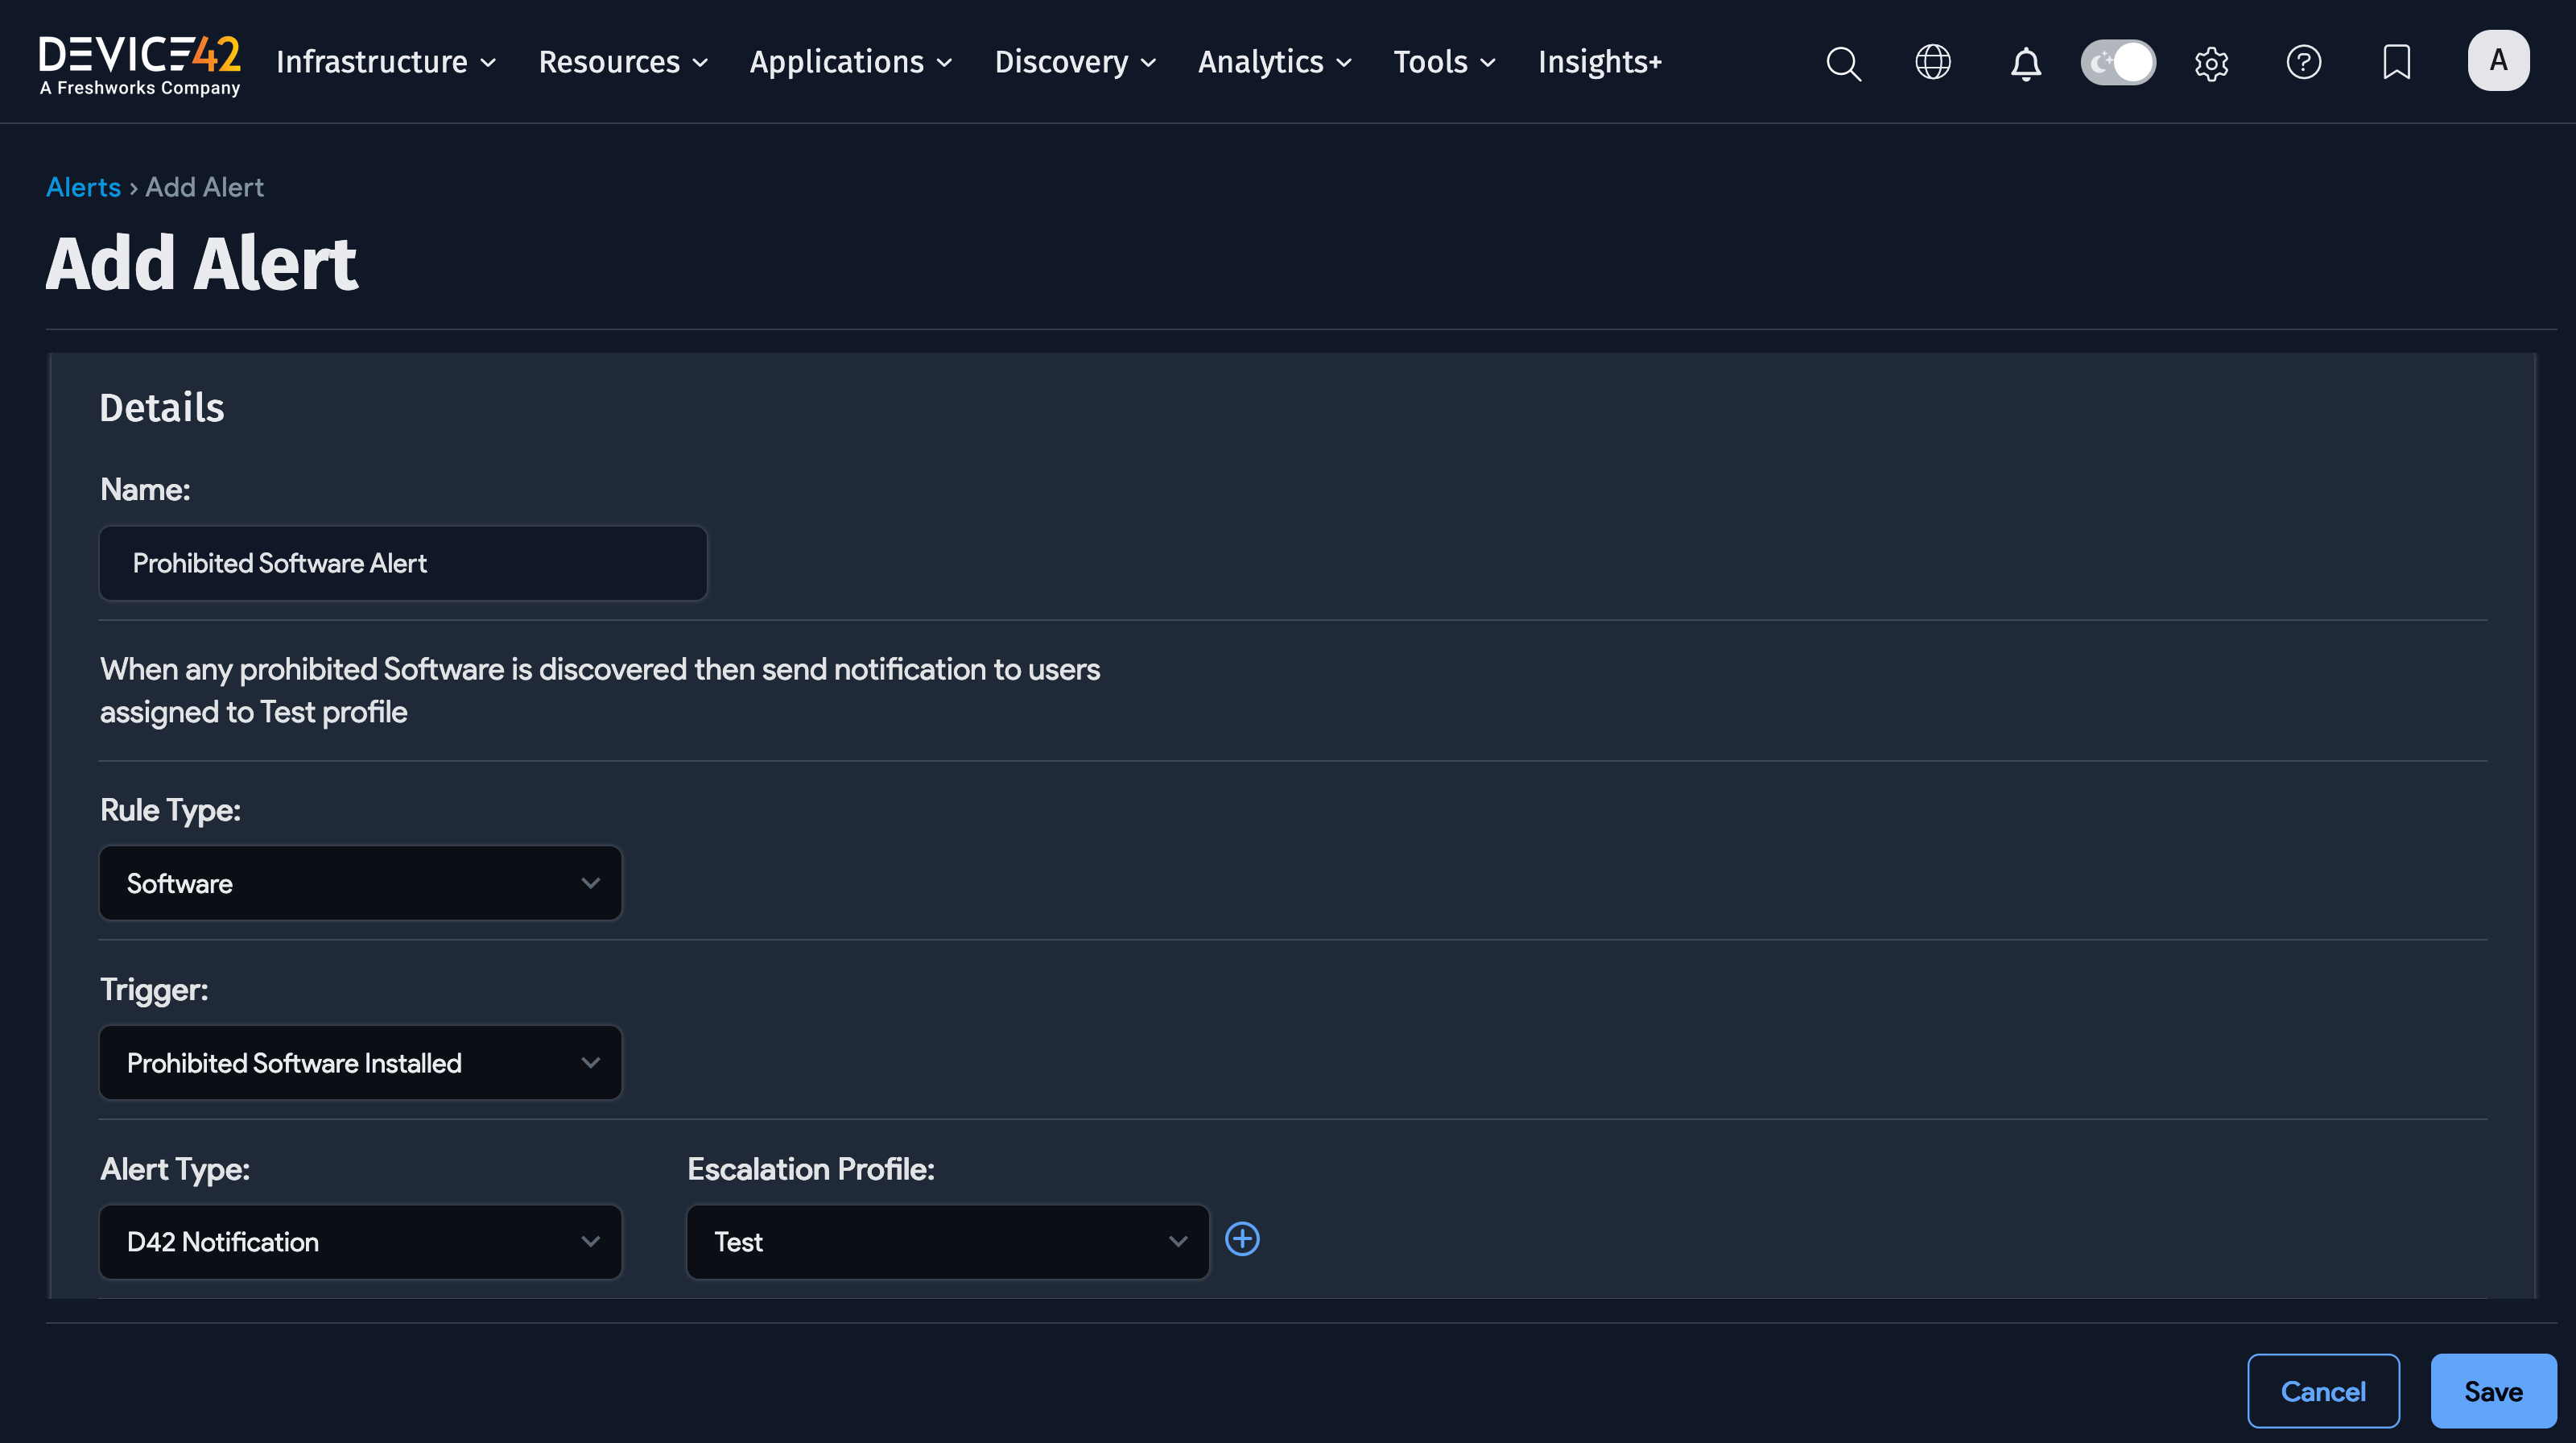 DEVICE42
A Freshworks Company
Infrastructure Resources Applications Discovery Analytics Tools Insights+
A
Alerts › Add Alert
Add Alert
Details
Name:
Prohibited Software Alert
When any prohibited Software is discovered then send notification to users
assigned to Test profile
Rule Type:
Software
Trigger:
Prohibited Software Installed
Alert Type: Escalation Profile:
D42 Notification Test
Cancel Save